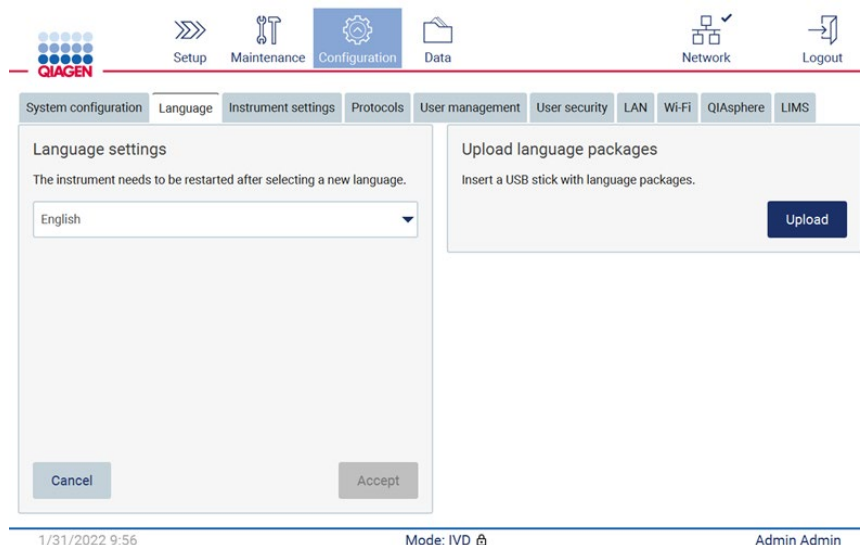 QIAGEN
Setup
Maintenance
Configuration
Data
Network
Logout
System configuration
Language
Instrument settings
Protocols
User management
User security
LAN
Wi-Fi
QIAsphere
LIMS
Language settings
The instrument needs to be restarted after selecting a new language.
English
Cancel
Accept
Upload language packages
Insert a USB stick with language packages.
Upload
1/31/2022 9:56
Mode: IVD
Admin Admin